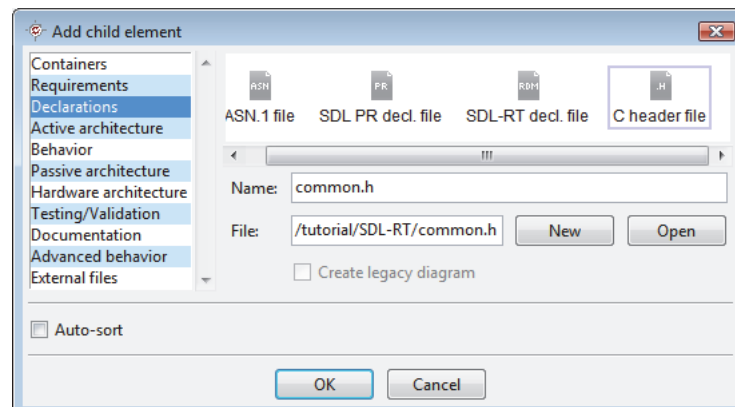 Add child element
Containers
Requirements
Declarations
Active architecture
Behavior
Passive architecture
Hardware architecture
Testing/Validation
Documentation
Advanced behavior
External files
ASN PR RDM .H
ASN.1 file SDL PR decl. file SDL-RT decl. file C header file
Name: common.h
File: /tutorial/SDL-RT/common.h New Open
Create legacy diagram
Auto-sort
OK Cancel